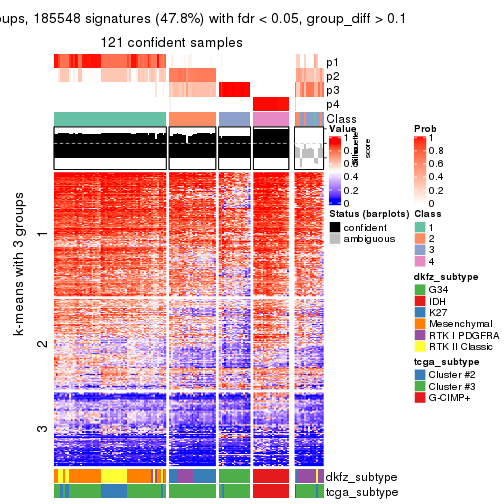 oups, 185548 signatures (47.8%) with fdr < 0.05, group_diff > 0.1
121 confident samples
p1
p2
p3
p4
Class
k-means with 3 groups
1
2
3
Silhouette
score
Value
1
0.8
0.6
0.4
0.2
0
Prob
1
0.8
0.6
0.4
0.2
0
Status (barplots)
confident
ambiguous
Class
1
2
3
4
dkfz_subtype
G34
IDH
K27
Mesenchymal
RTK I PDGFRA
RTK II Classic
tcga_subtype
Cluster #2
Cluster #3
G-CIMP+
dkfz_subtype
tcga_subtype